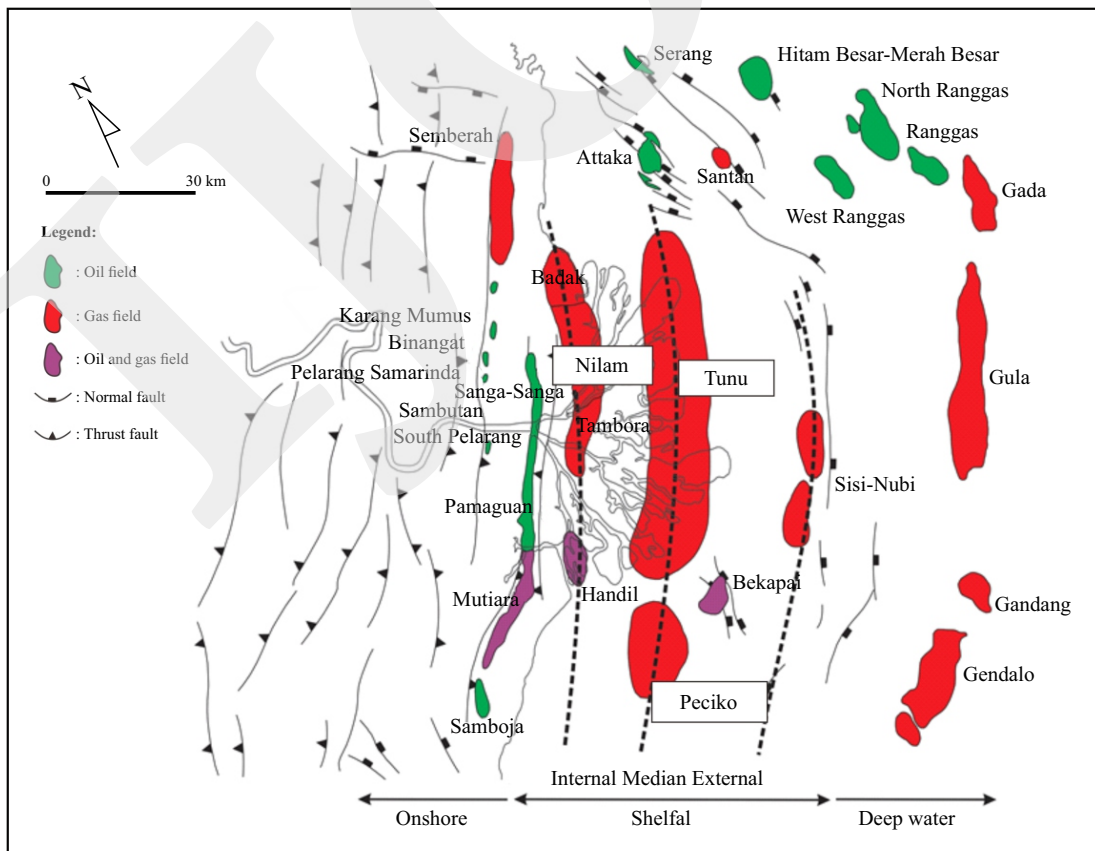 Serang
Hitam Besar-Merah Besar
N
North Ranggas
Semberah
Attaka
Ranggas
Santan
0 30 km
West Ranggas
Gada
Legend:
: Oil field
Badak
: Gas field
Karang Mumus
Binangat
: Oil and gas field
Nilam
Tunu
Gula
Pelarang Samarinda
: Normal fault
Sanga-Sanga
Sambutan
Tambora
: Thrust fault
South Pelarang
Sisi-Nubi
Pamaguan
Bekapai
Mutiara
Handil
Gandang
Gendalo
Peciko
Samboja
Internal Median External
Onshore
Shelfal
Deep water